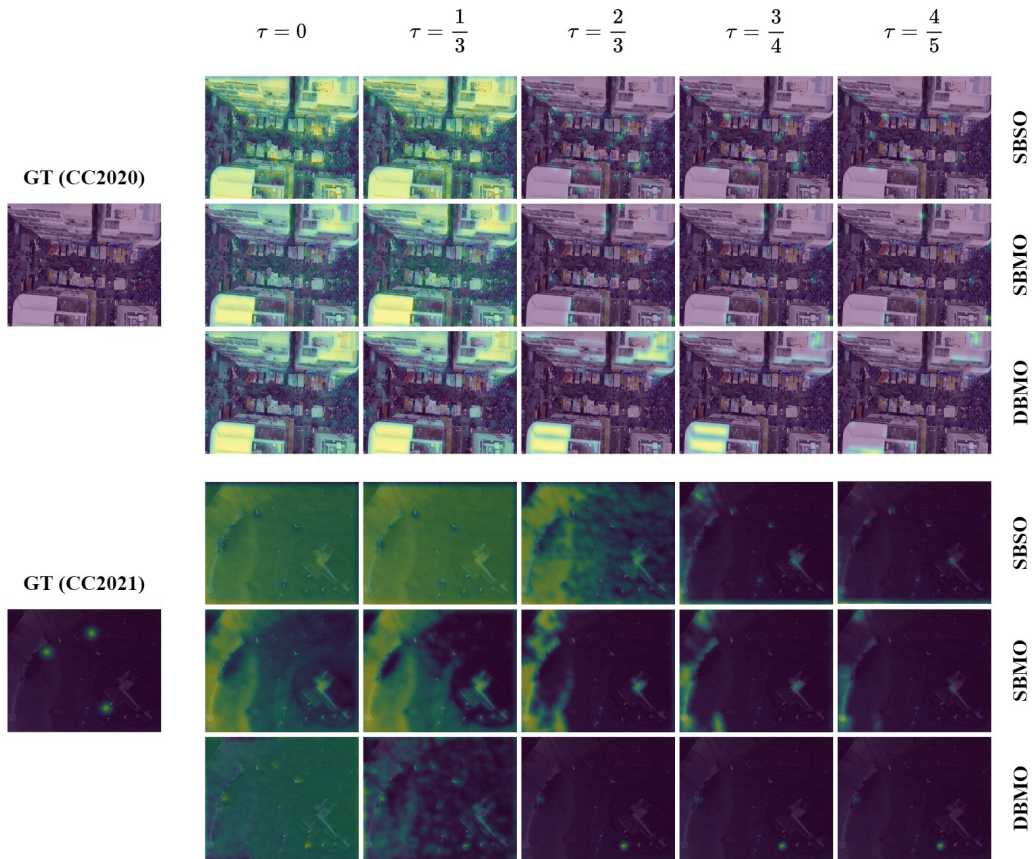 τ = 0
τ = 1/3
τ = 2/3
τ = 3/4
τ = 4/5
GT (CC2020)
SBSO
SBMO
DBMO
GT (CC2021)
SBSO
SBMO
DBMO